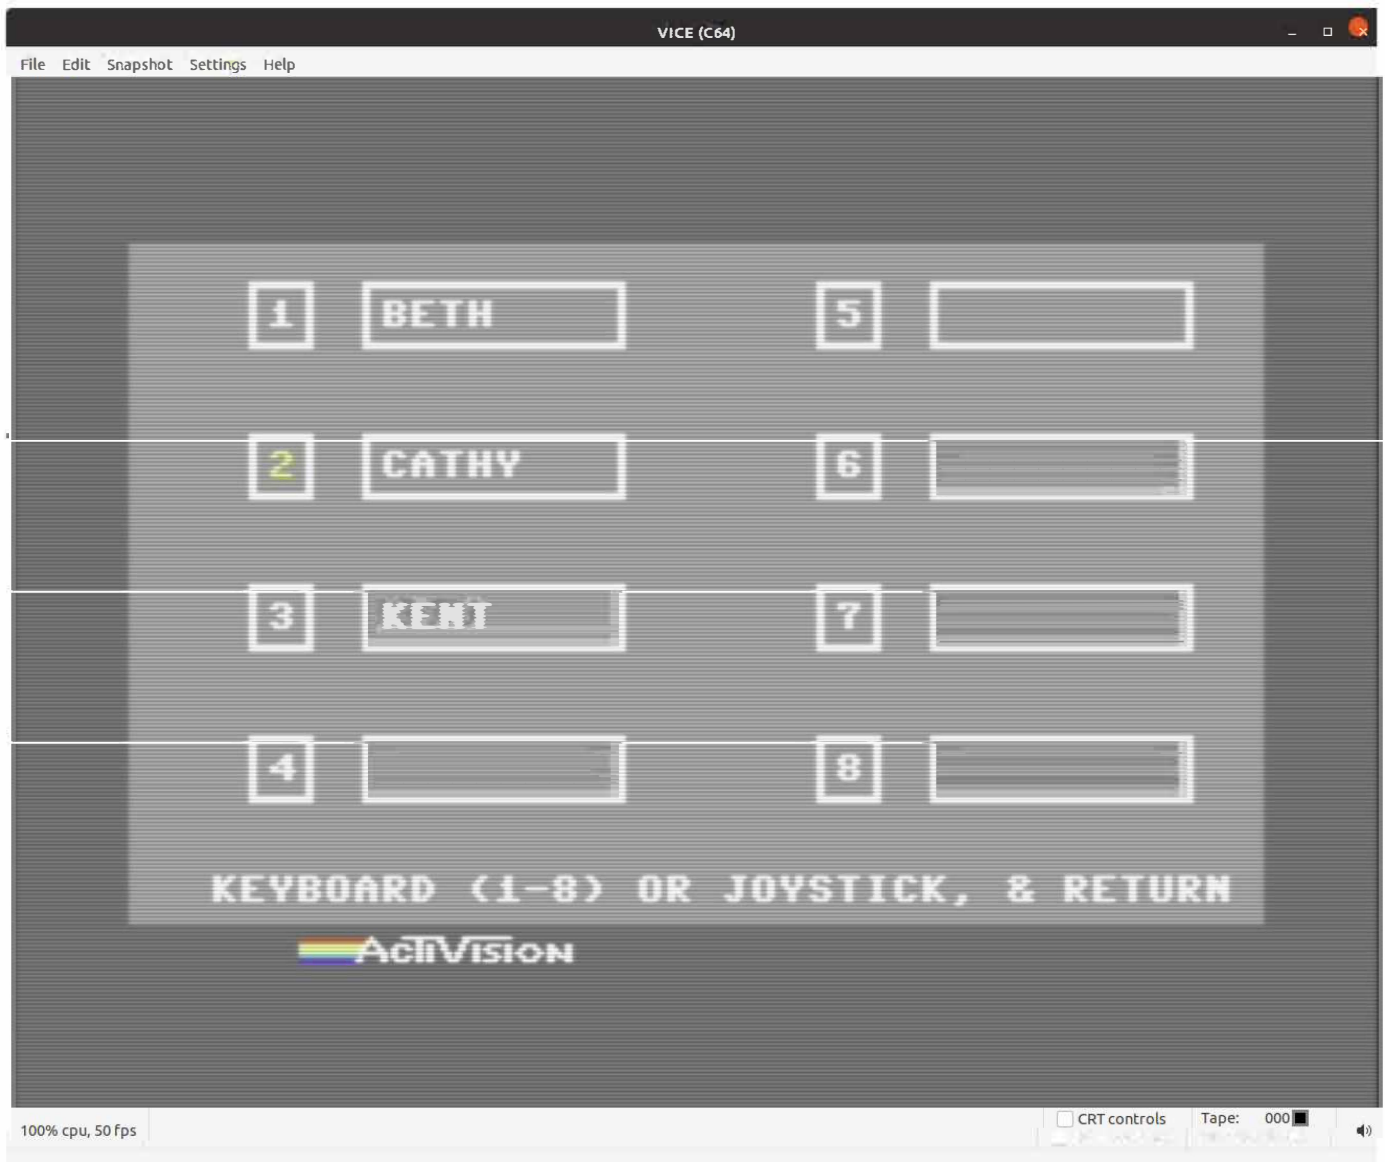 VICE (C64)
File Edit Snapshot Settings Help
1 BETH 5
2 CATHY 6
3 KENT 7
4 8
KEYBOARD (1-8) OR JOYSTICK, & RETURN
ACTIVISION
CRT controls Tape: 000
100% cpu, 50 fps